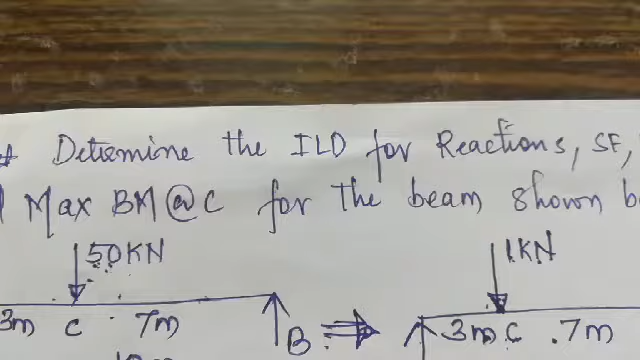 Determine the ILD for Reactions, SF,
Max BM @ C for the beam shown
50KN 1KN
3m C 7m B ⇒ 3m C 7m